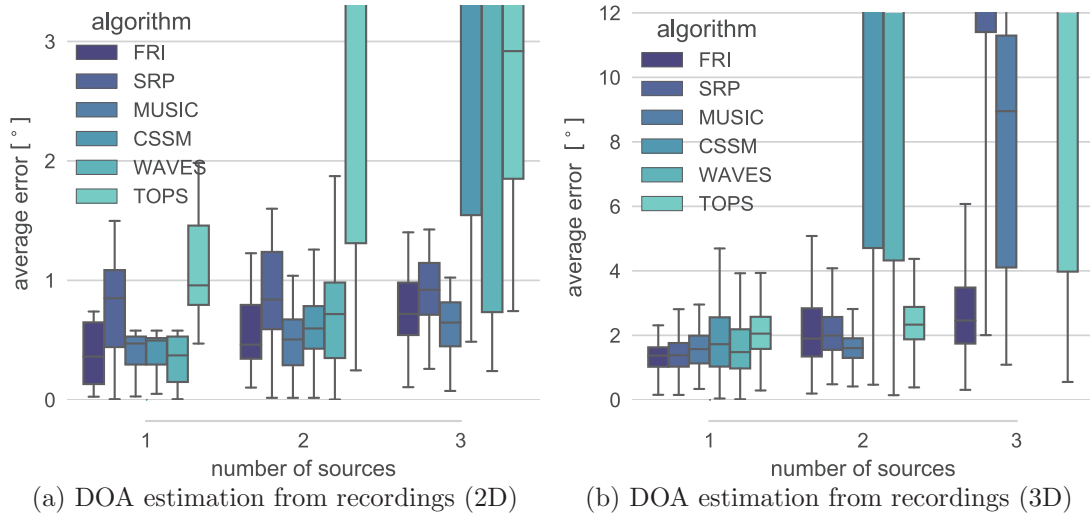 algorithm
FRI
SRP
MUSIC
CSSM
WAVES
TOPS
3
2
1
0
average error [°]
1 2 3
number of sources
(a) DOA estimation from recordings (2D)
algorithm
FRI
SRP
MUSIC
CSSM
WAVES
TOPS
12
10
8
6
4
2
0
average error [°]
1 2 3
number of sources
(b) DOA estimation from recordings (3D)